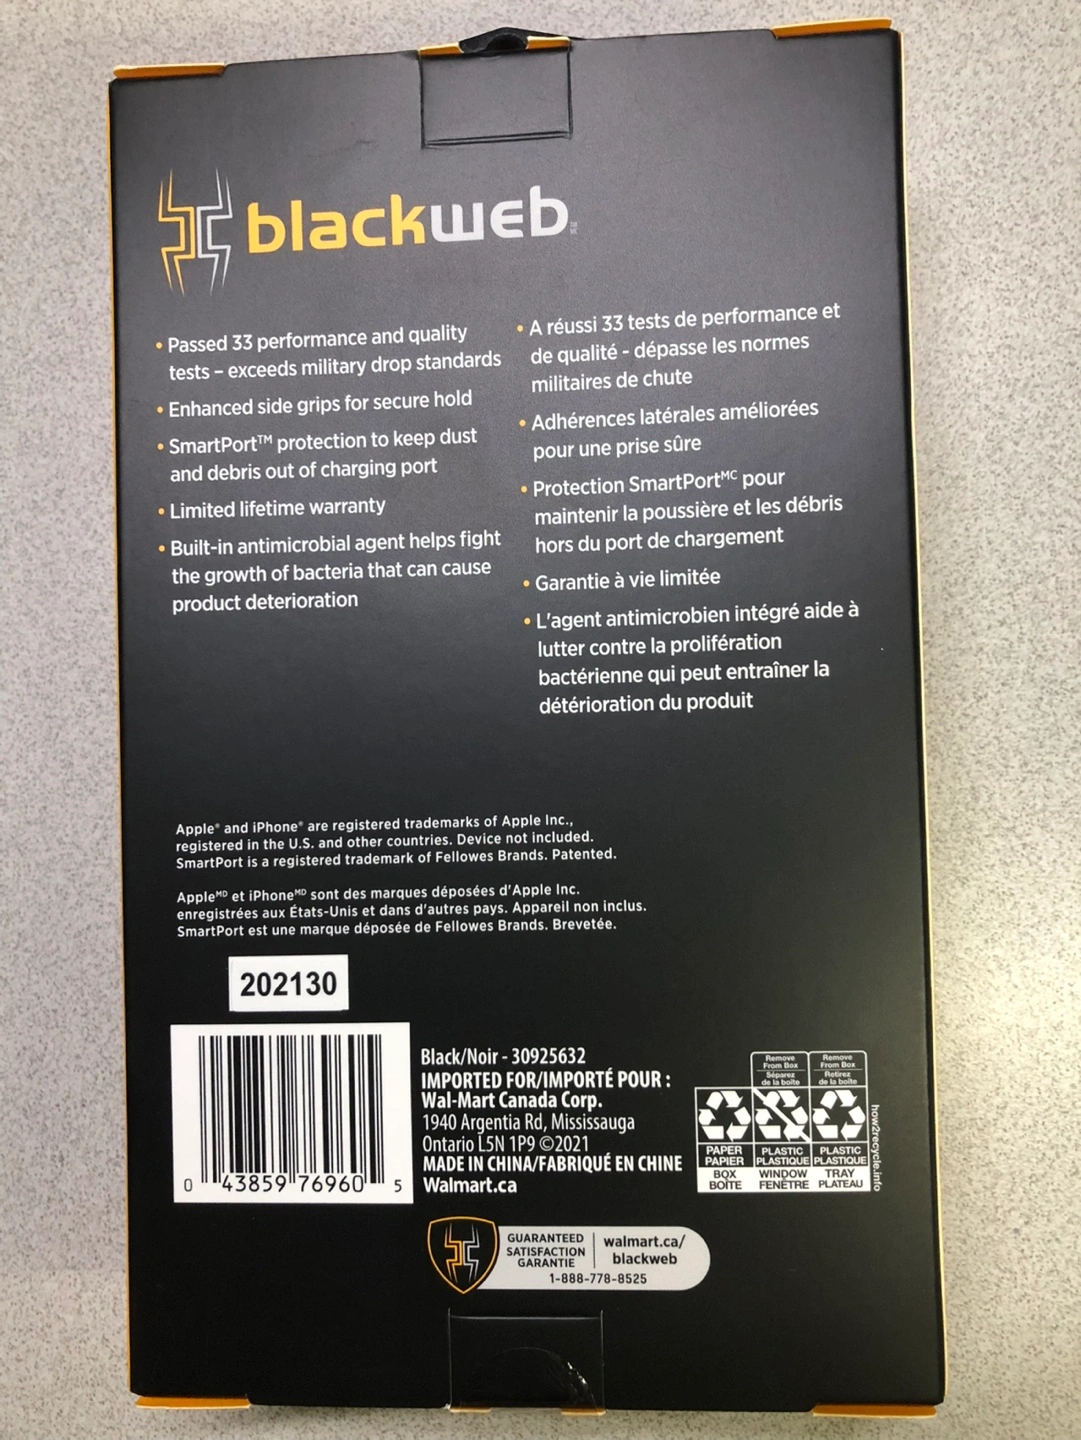 blackweb
• Passed 33 performance and quality
tests – exceeds military drop standards
• Enhanced side grips for secure hold
• SmartPort™ protection to keep dust
and debris out of charging port
• Limited lifetime warranty
• Built-in antimicrobial agent helps fight
the growth of bacteria that can cause
product deterioration
• A réussi 33 tests de performance et
de qualité - dépasse les normes
militaires de chute
• Adhérences latérales améliorées
pour une prise sûre
• Protection SmartPortᴹᶜ pour
maintenir la poussière et les débris
hors du port de chargement
• Garantie à vie limitée
• L'agent antimicrobien intégré aide à
lutter contre la prolifération
bactérienne qui peut entraîner la
détérioration du produit
Apple® and iPhone® are registered trademarks of Apple Inc.,
registered in the U.S. and other countries. Device not included.
SmartPort is a registered trademark of Fellowes Brands. Patented.
Appleᴹᴰ et iPhoneᴹᴰ sont des marques déposées d'Apple Inc.
enregistrées aux États-Unis et dans d'autres pays. Appareil non inclus.
SmartPort est une marque déposée de Fellowes Brands. Brevetée.
202130
0 43859 76960 5
Black/Noir - 30925632
IMPORTED FOR/IMPORTÉ POUR :
Wal-Mart Canada Corp.
1940 Argentia Rd, Mississauga
Ontario L5N 1P9 ©2021
MADE IN CHINA/FABRIQUÉ EN CHINE
Walmart.ca
Remove
From Box
Séparez
de la boîte
Remove
From Box
Retirez
de la boîte
PAPER
PAPIER
BOX
BOÎTE
PLASTIC
PLASTIQUE
WINDOW
FENÊTRE
PLASTIC
PLASTIQUE
TRAY
PLATEAU
how2recycle.info
GUARANTEED
SATISFACTION
GARANTIE
walmart.ca/
blackweb
1-888-778-8525